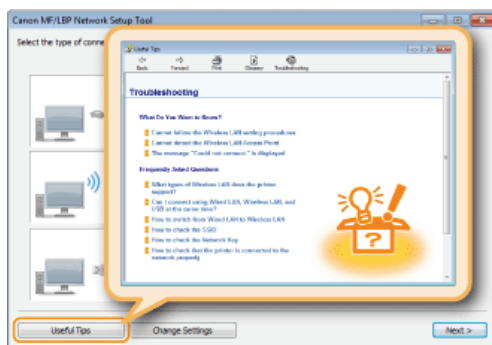 Canon MF/LBP Network Setup Tool
Select the type of conne
Useful Tips
Back Forward Print Glossary Troubleshooting
Troubleshooting
What Do You Want to Know?
Cannot follow the Wireless LAN setting procedures
Cannot detect the Wireless LAN Access Point
The message "Could not connect." is displayed
Frequently Asked Questions
What types of Wireless LAN does the printer
support?
Can I connect using Wired LAN, Wireless LAN, and
USB at the same time?
How to switch from Wired LAN to Wireless LAN
How to check the SSID
How to check the Network Key
How to check that the printer is connected to the
network properly
?
Useful Tips
Change Settings
Next >